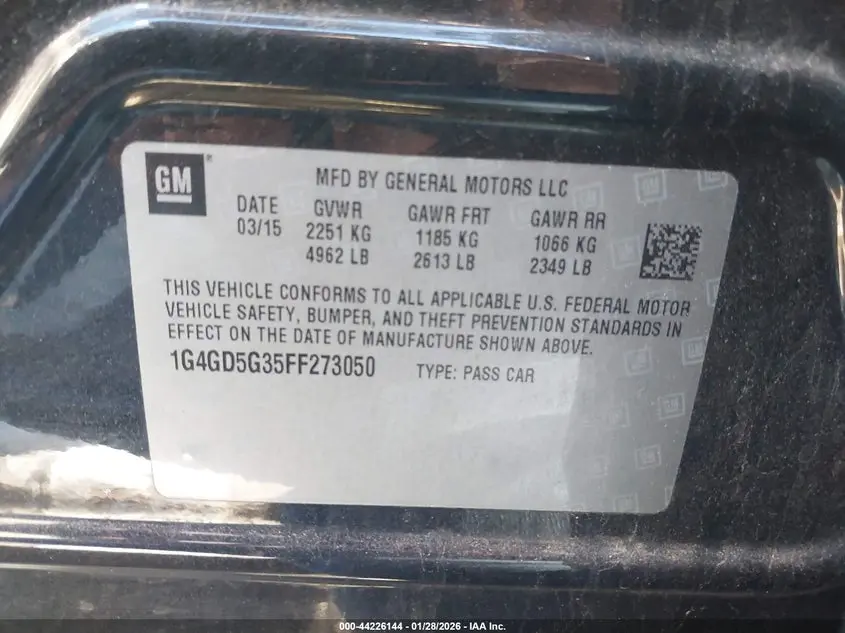 GM
MFD BY GENERAL MOTORS LLC
DATE GVWR GAWR FRT GAWR RR
03/15 2251 KG 1185 KG 1066 KG
4962 LB 2613 LB 2349 LB
THIS VEHICLE CONFORMS TO ALL APPLICABLE U.S. FEDERAL MOTOR
VEHICLE SAFETY, BUMPER, AND THEFT PREVENTION STANDARDS IN
EFFECT ON THE DATE OF MANUFACTURE SHOWN ABOVE.
1G4GD5G35FF273050 TYPE: PASS CAR
000-44226144 - 01/28/2026 - IAA Inc.